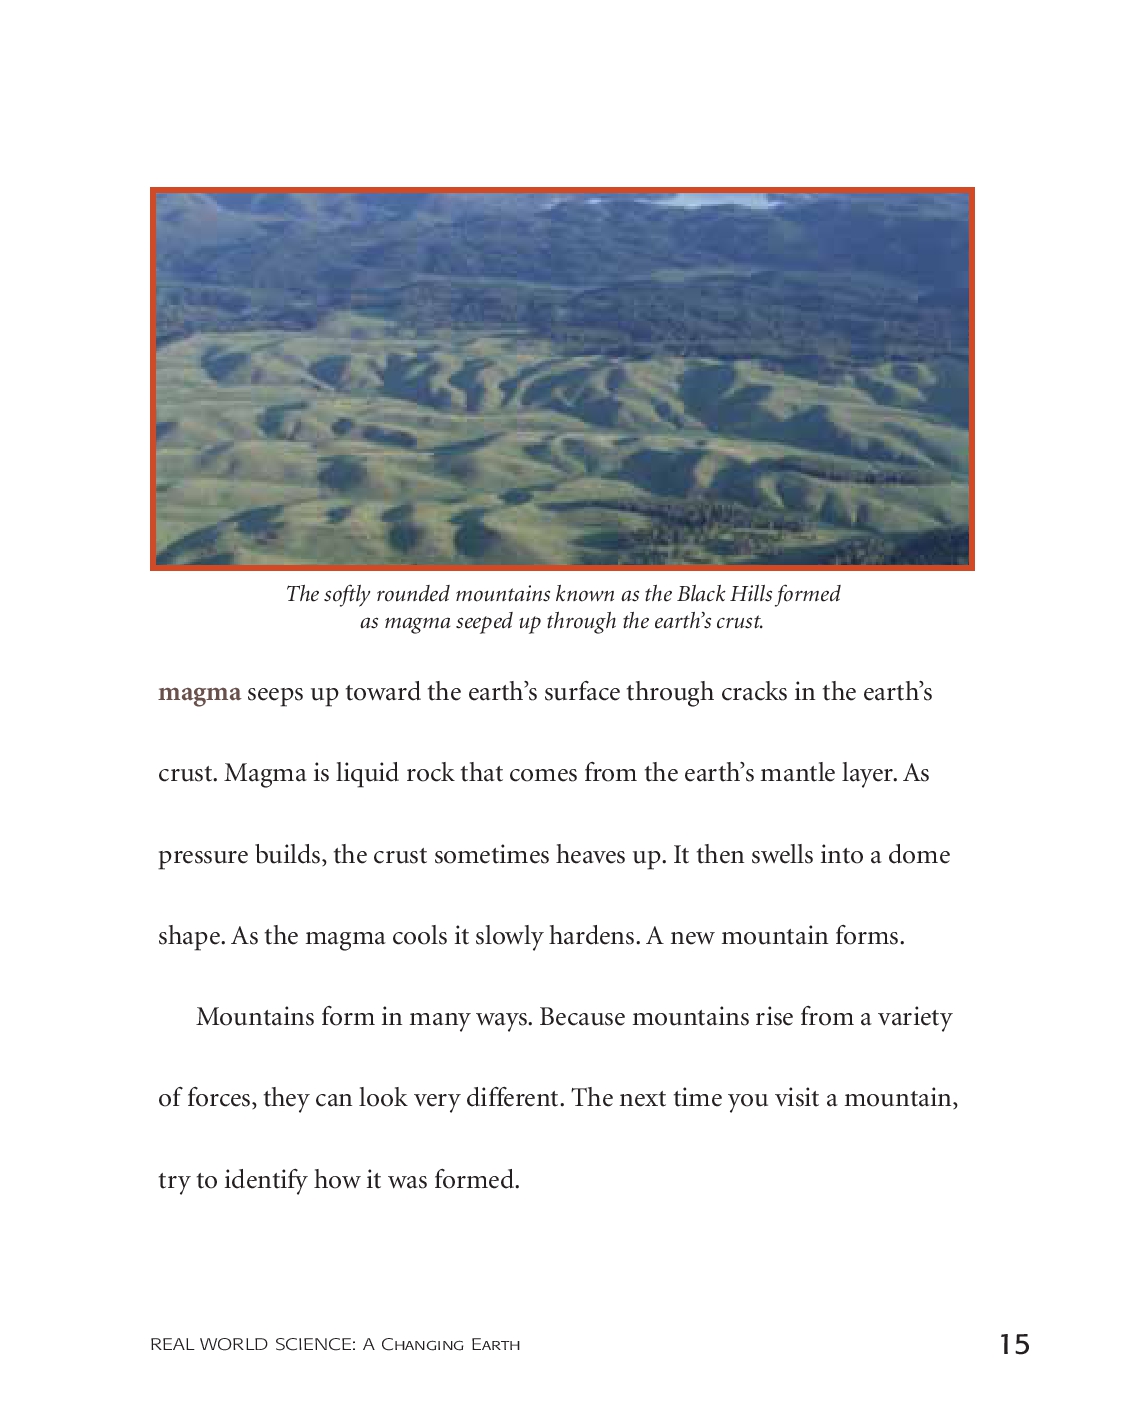 The softly rounded mountains known as the Black Hills formed
as magma seeped up through the earth’s crust.
magma seeps up toward the earth’s surface through cracks in the earth’s
crust. Magma is liquid rock that comes from the earth’s mantle layer. As
pressure builds, the crust sometimes heaves up. It then swells into a dome
shape. As the magma cools it slowly hardens. A new mountain forms.
Mountains form in many ways. Because mountains rise from a variety
of forces, they can look very different. The next time you visit a mountain,
try to identify how it was formed.
REAL WORLD SCIENCE: A Changing Earth 15